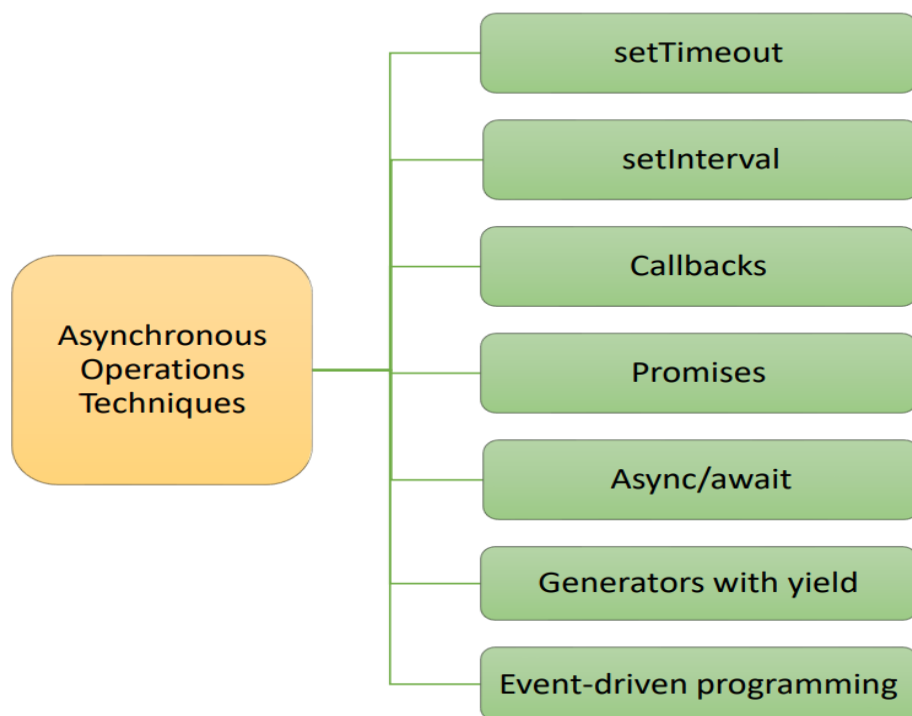 Asynchronous
Operations
Techniques
setTimeout
setInterval
Callbacks
Promises
Async/await
Generators with yield
Event-driven programming